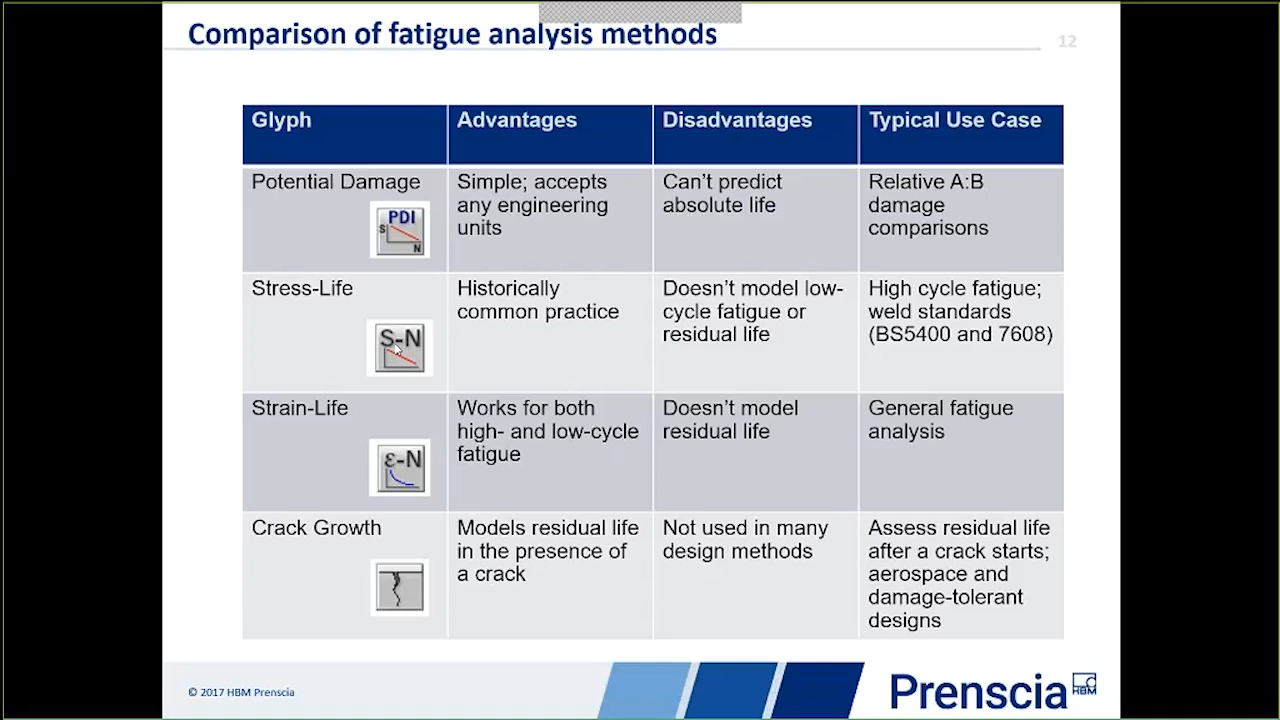 Comparison of fatigue analysis methods
12
Glyph
Advantages
Disadvantages
Typical Use Case
Potential Damage
PDI
S
N
Simple; accepts
any engineering
units
Can't predict
absolute life
Relative A:B
damage
comparisons
Stress-Life
S-N
Historically
common practice
Doesn't model low-
cycle fatigue or
residual life
High cycle fatigue;
weld standards
(BS5400 and 7608)
Strain-Life
ε-N
Works for both
high- and low-cycle
fatigue
Doesn't model
residual life
General fatigue
analysis
Crack Growth
Models residual life
in the presence of
a crack
Not used in many
design methods
Assess residual life
after a crack starts;
aerospace and
damage-tolerant
designs
© 2017 HBM Prenscia
Prenscia
HBM